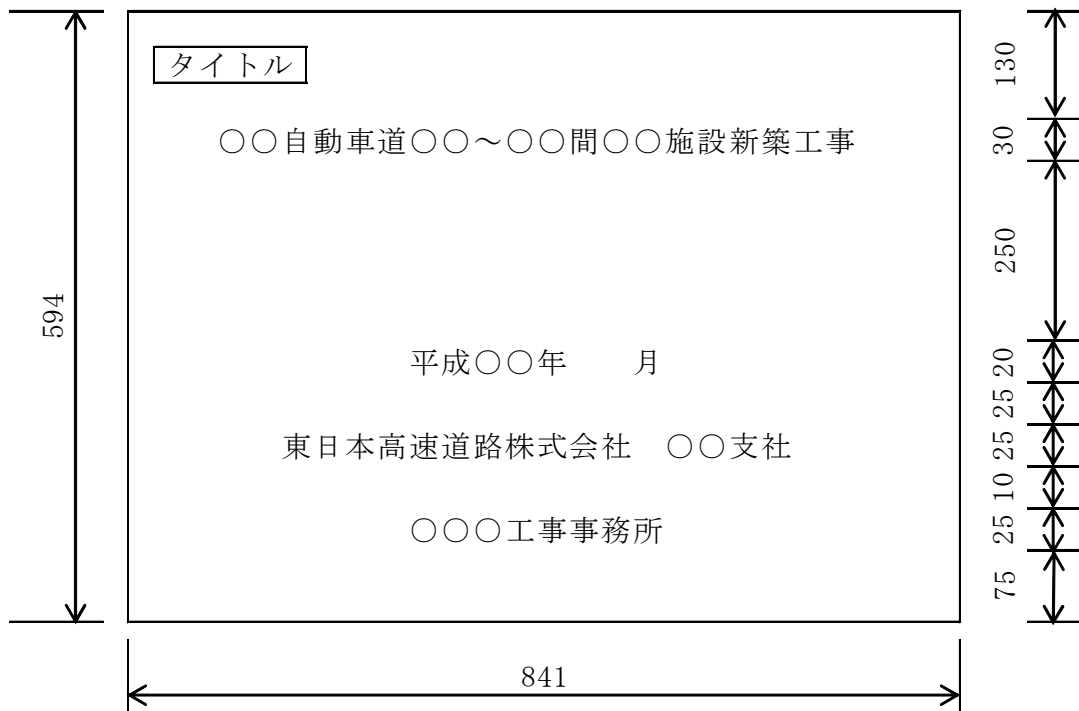 タイトル
○○自動車道○○～○○間○○施設新築工事
平成○○年　　月
東日本高速道路株式会社　○○支社
○○○工事事務所
594
841
130
30
250
20
25
25
10
25
75